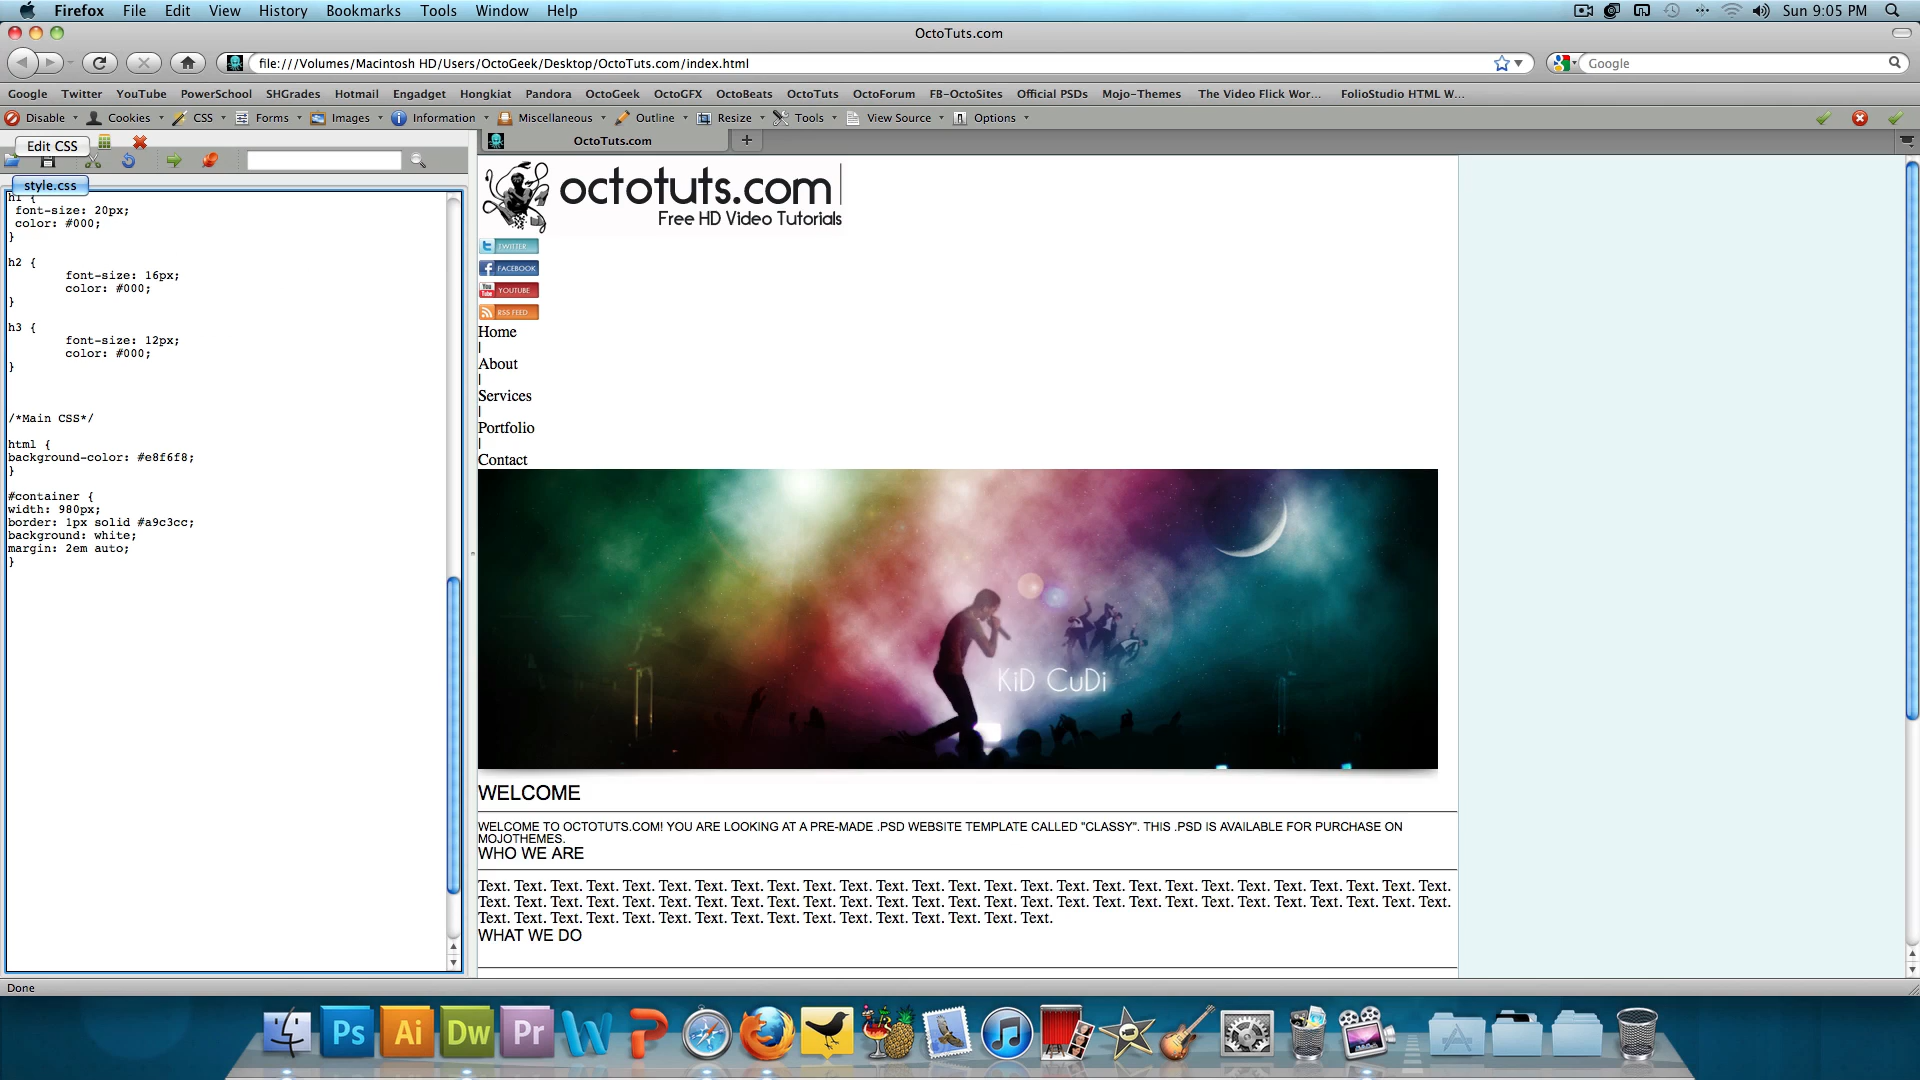 Firefox File Edit View History Bookmarks Tools Window Help Sun 9:05 PM
OctoTuts.com
file:///Volumes/Macintosh HD/Users/OctoGeek/Desktop/OctoTuts.com/index.html Google
Google Twitter YouTube PowerSchool SHGrades Hotmail Engadget Hongkiat Pandora OctoGeek OctoGFX OctoBeats OctoTuts OctoForum FB-OctoSites Official PSDs Mojo-Themes The Video Flick Wor... FolioStudio HTML W...
Disable Cookies CSS Forms Images Information Miscellaneous Outline Resize Tools View Source Options
Edit CSS
OctoTuts.com
style.css
h1 {
font-size: 20px;
color: #000;
}
h2 {
font-size: 16px;
color: #000;
}
h3 {
font-size: 12px;
color: #000;
}
/*Main CSS*/
html {
background-color: #e8f6f8;
}
#container {
width: 980px;
border: 1px solid #a9c3cc;
background: white;
margin: 2em auto;
}
octotuts.com
Free HD Video Tutorials
TWITTER
FACEBOOK
You Tube YOUTUBE
RSS FEED
Home
|
About
|
Services
|
Portfolio
|
Contact
KiD CuDi
WELCOME
WELCOME TO OCTOTUTS.COM! YOU ARE LOOKING AT A PRE-MADE .PSD WEBSITE TEMPLATE CALLED "CLASSY". THIS .PSD IS AVAILABLE FOR PURCHASE ON
MOJOTHEMES.
WHO WE ARE
Text. Text. Text. Text. Text. Text. Text. Text. Text. Text. Text. Text. Text. Text. Text. Text. Text. Text. Text. Text. Text. Text. Text. Text. Text. Text. Text.
Text. Text. Text. Text. Text. Text. Text. Text. Text. Text. Text. Text. Text. Text. Text. Text. Text. Text. Text. Text. Text. Text. Text. Text. Text. Text. Text.
Text. Text. Text. Text. Text. Text. Text. Text. Text. Text. Text. Text. Text. Text. Text. Text.
WHAT WE DO
Done
Ps Ai Dw Pr